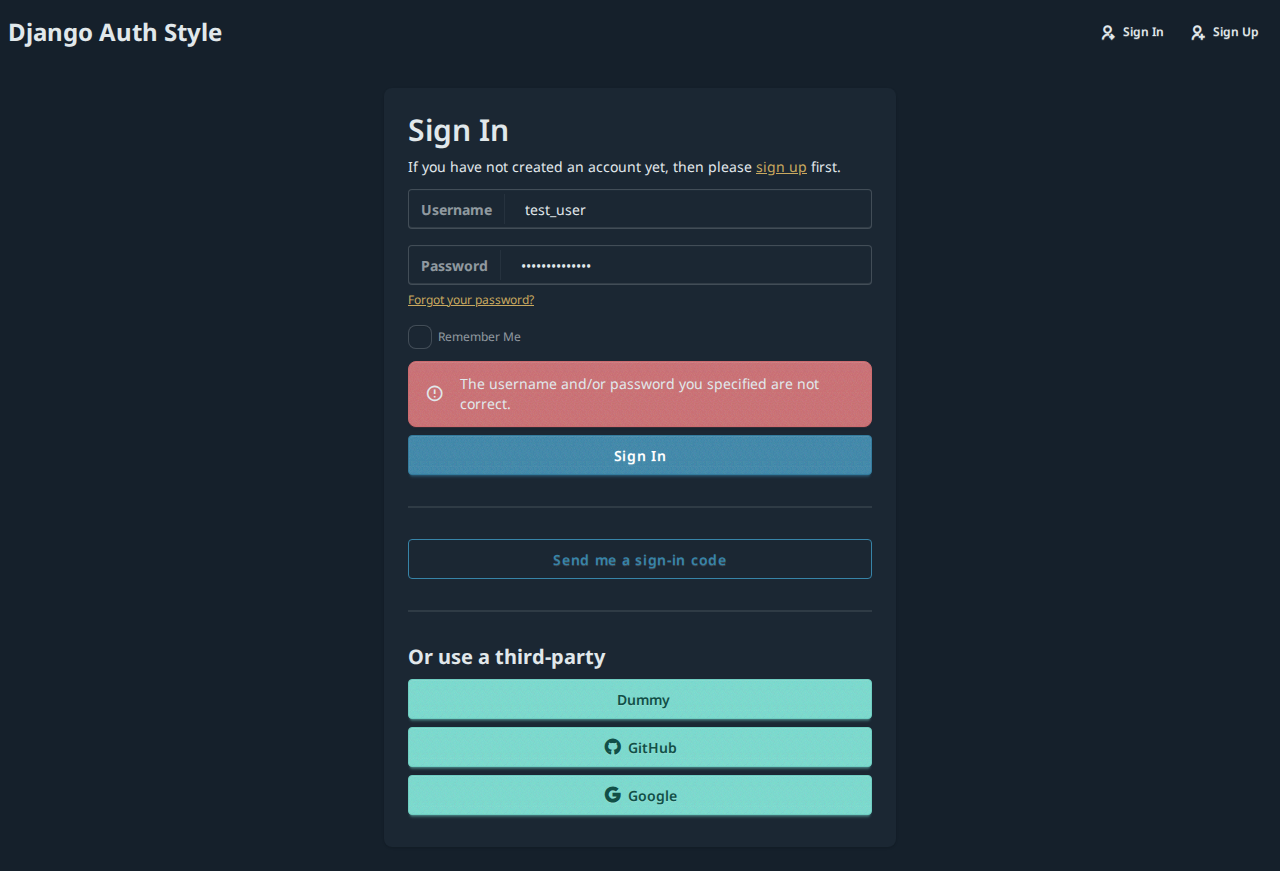 Django Auth Style
Sign In
Sign Up
Sign In
If you have not created an account yet, then please sign up first.
Username test_user
Password ••••••••••••••
Forgot your password?
Remember Me
The username and/or password you specified are not
correct.
Sign In
Send me a sign-in code
Or use a third-party
Dummy
GitHub
Google